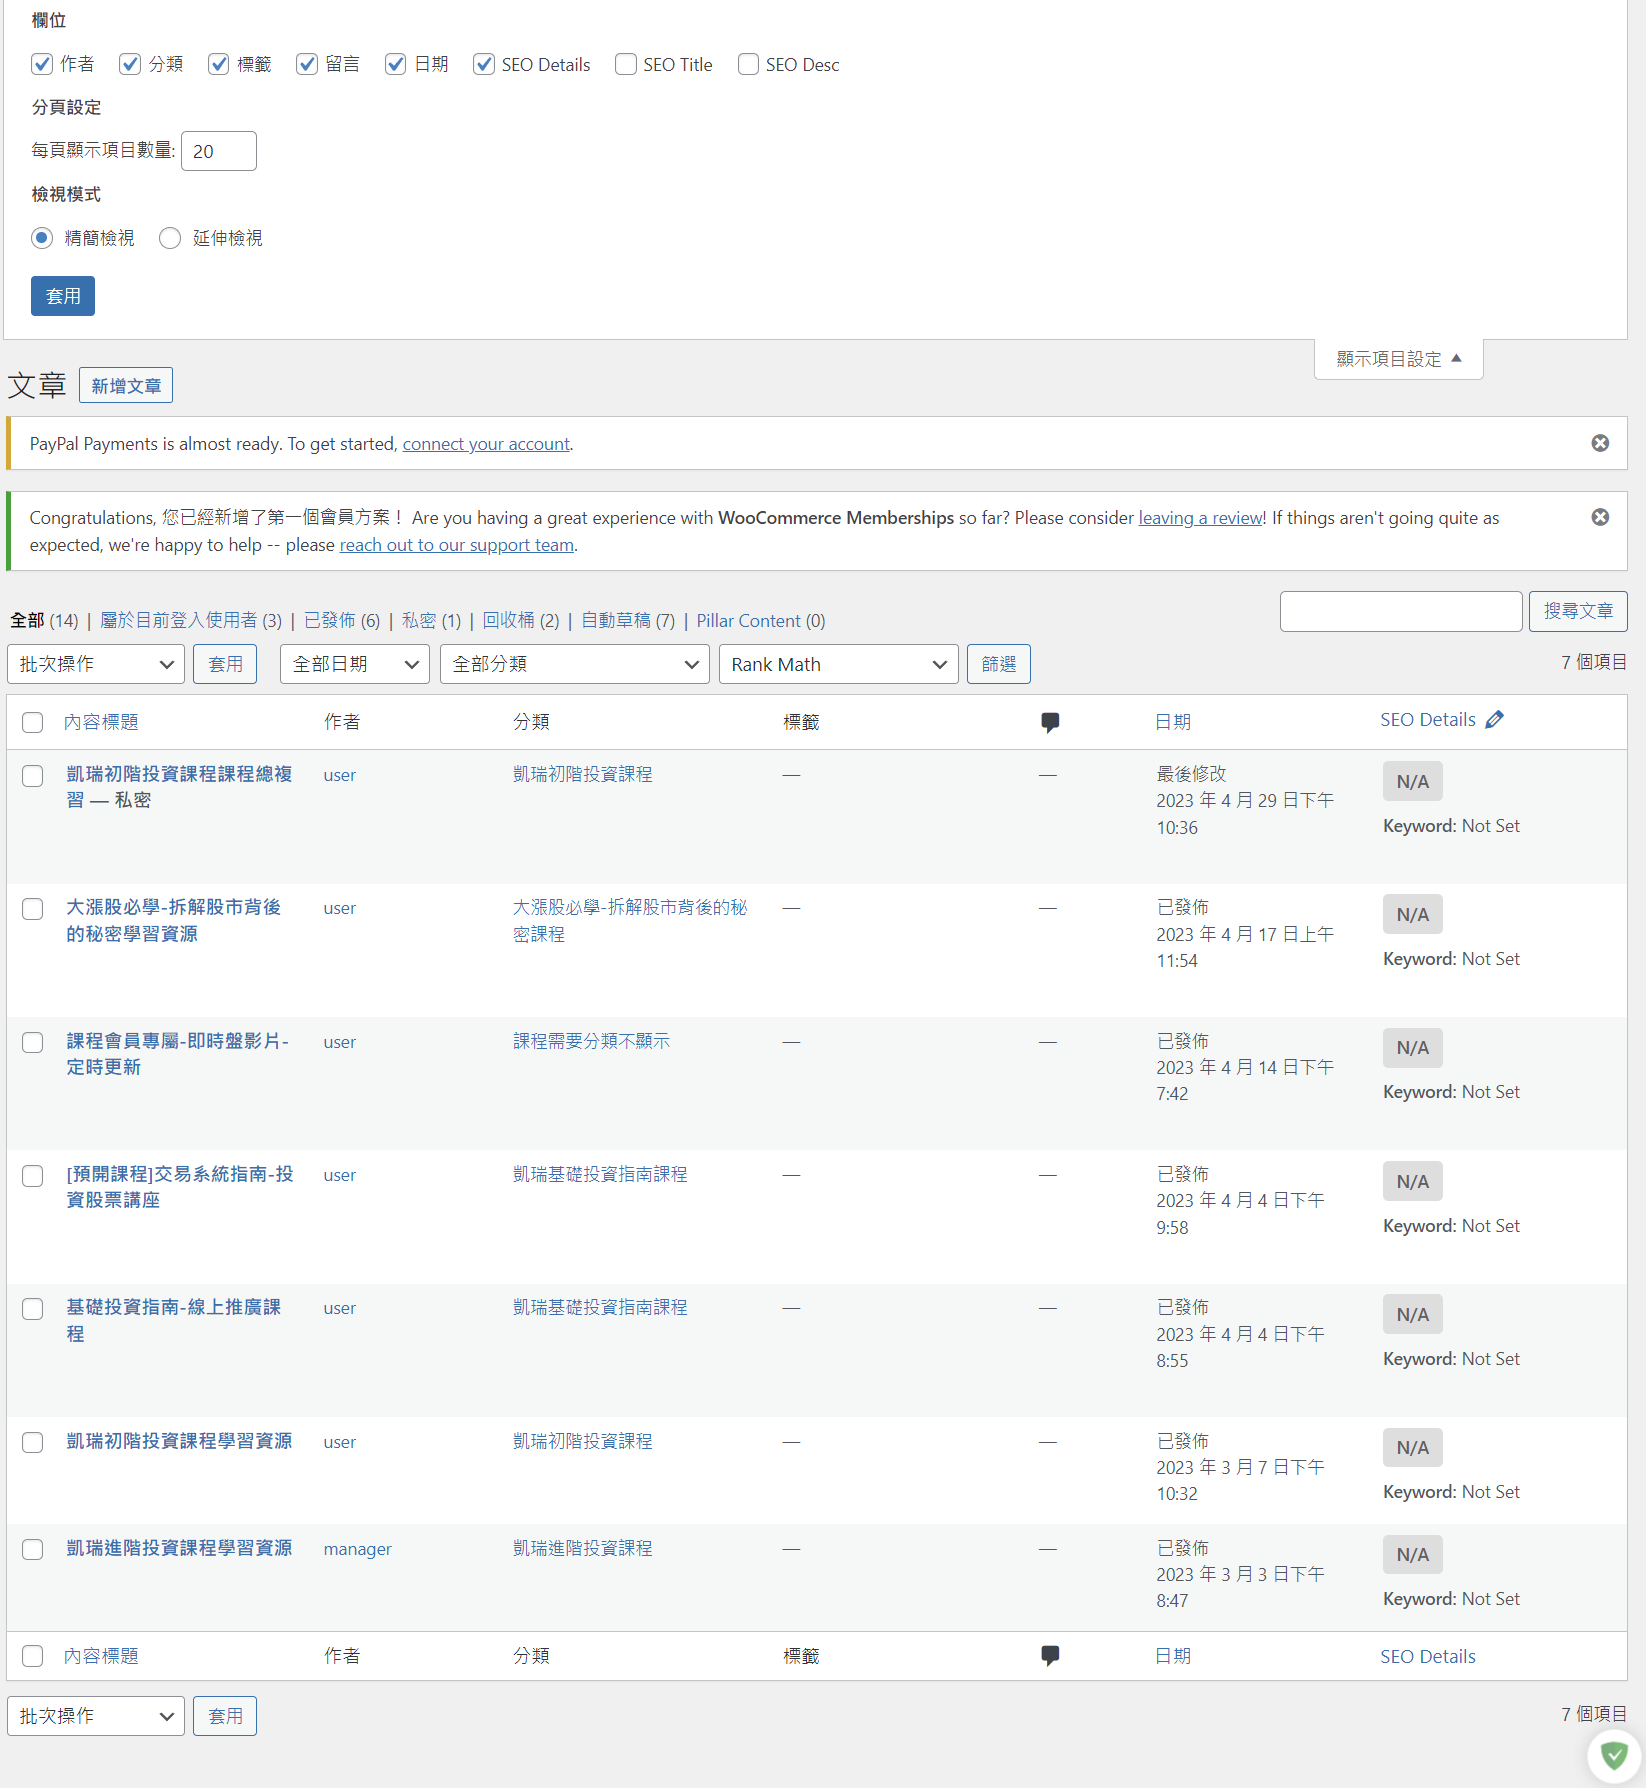 欄位
作者 分類 標籤 留言 日期 SEO Details SEO Title SEO Desc
分頁設定
每頁顯示項目數量: 20
檢視模式
精簡檢視 延伸檢視
套用
顯示項目設定
文章 新增文章
PayPal Payments is almost ready. To get started, connect your account.
Congratulations, 您已經新增了第一個會員方案！ Are you having a great experience with WooCommerce Memberships so far? Please consider leaving a review! If things aren't going quite as
expected, we're happy to help -- please reach out to our support team.
全部 (14) | 屬於目前登入使用者 (3) | 已發佈 (6) | 私密 (1) | 回收桶 (2) | 自動草稿 (7) | Pillar Content (0)
搜尋文章
批次操作 套用 全部日期 全部分類 Rank Math 篩選 7 個項目
內容標題 作者 分類 標籤 日期 SEO Details
凱瑞初階投資課程課程總複 user 凱瑞初階投資課程 — — 最後修改 N/A
習 — 私密 2023 年 4 月 29 日下午
10:36 Keyword: Not Set
大漲股必學-拆解股市背後 user 大漲股必學-拆解股市背後的秘 — — 已發佈 N/A
的秘密學習資源 密課程 2023 年 4 月 17 日上午
11:54 Keyword: Not Set
課程會員專屬-即時盤影片- user 課程需要分類不顯示 — — 已發佈 N/A
定時更新 2023 年 4 月 14 日下午
7:42 Keyword: Not Set
[預開課程]交易系統指南-投 user 凱瑞基礎投資指南課程 — — 已發佈 N/A
資股票講座 2023 年 4 月 4 日下午
9:58 Keyword: Not Set
基礎投資指南-線上推廣課 user 凱瑞基礎投資指南課程 — — 已發佈 N/A
程 2023 年 4 月 4 日下午
8:55 Keyword: Not Set
凱瑞初階投資課程學習資源 user 凱瑞初階投資課程 — — 已發佈 N/A
2023 年 3 月 7 日下午
10:32 Keyword: Not Set
凱瑞進階投資課程學習資源 manager 凱瑞進階投資課程 — — 已發佈 N/A
2023 年 3 月 3 日下午
8:47 Keyword: Not Set
內容標題 作者 分類 標籤 日期 SEO Details
批次操作 套用 7 個項目